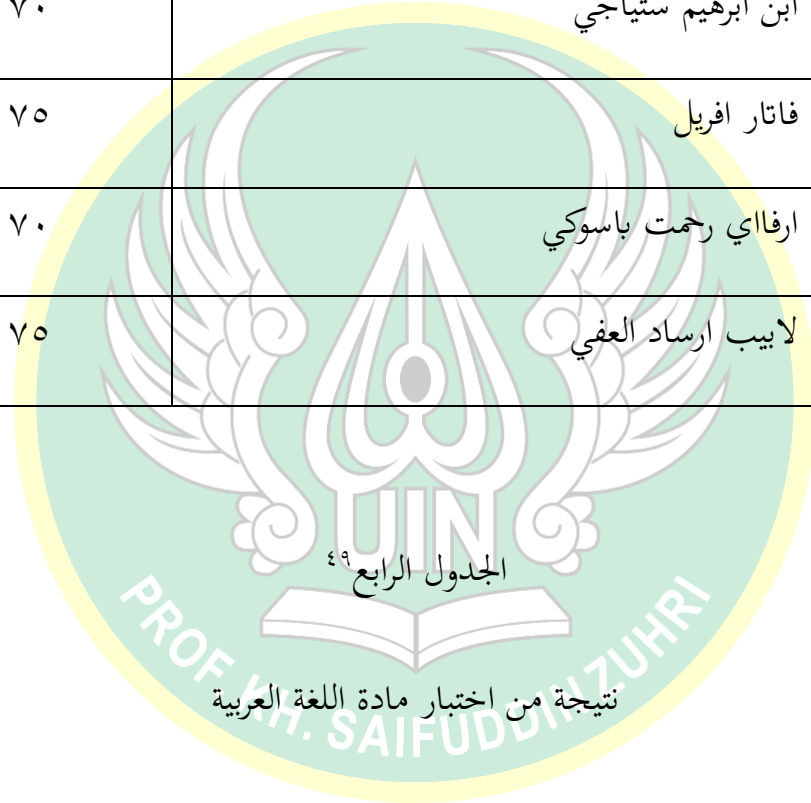 ابن ابرهيم ستياجي ٧٠
فاتار افريل ٧٥
ارفااي رحمت باسوكي ٧٠
لابيب ارساد العفي ٧٥
UIN
الجدول الرابع٤٩
PROF. KH. SAIFUDDIN ZUHRI
نتيجة من اختبار مادة اللغة العربية